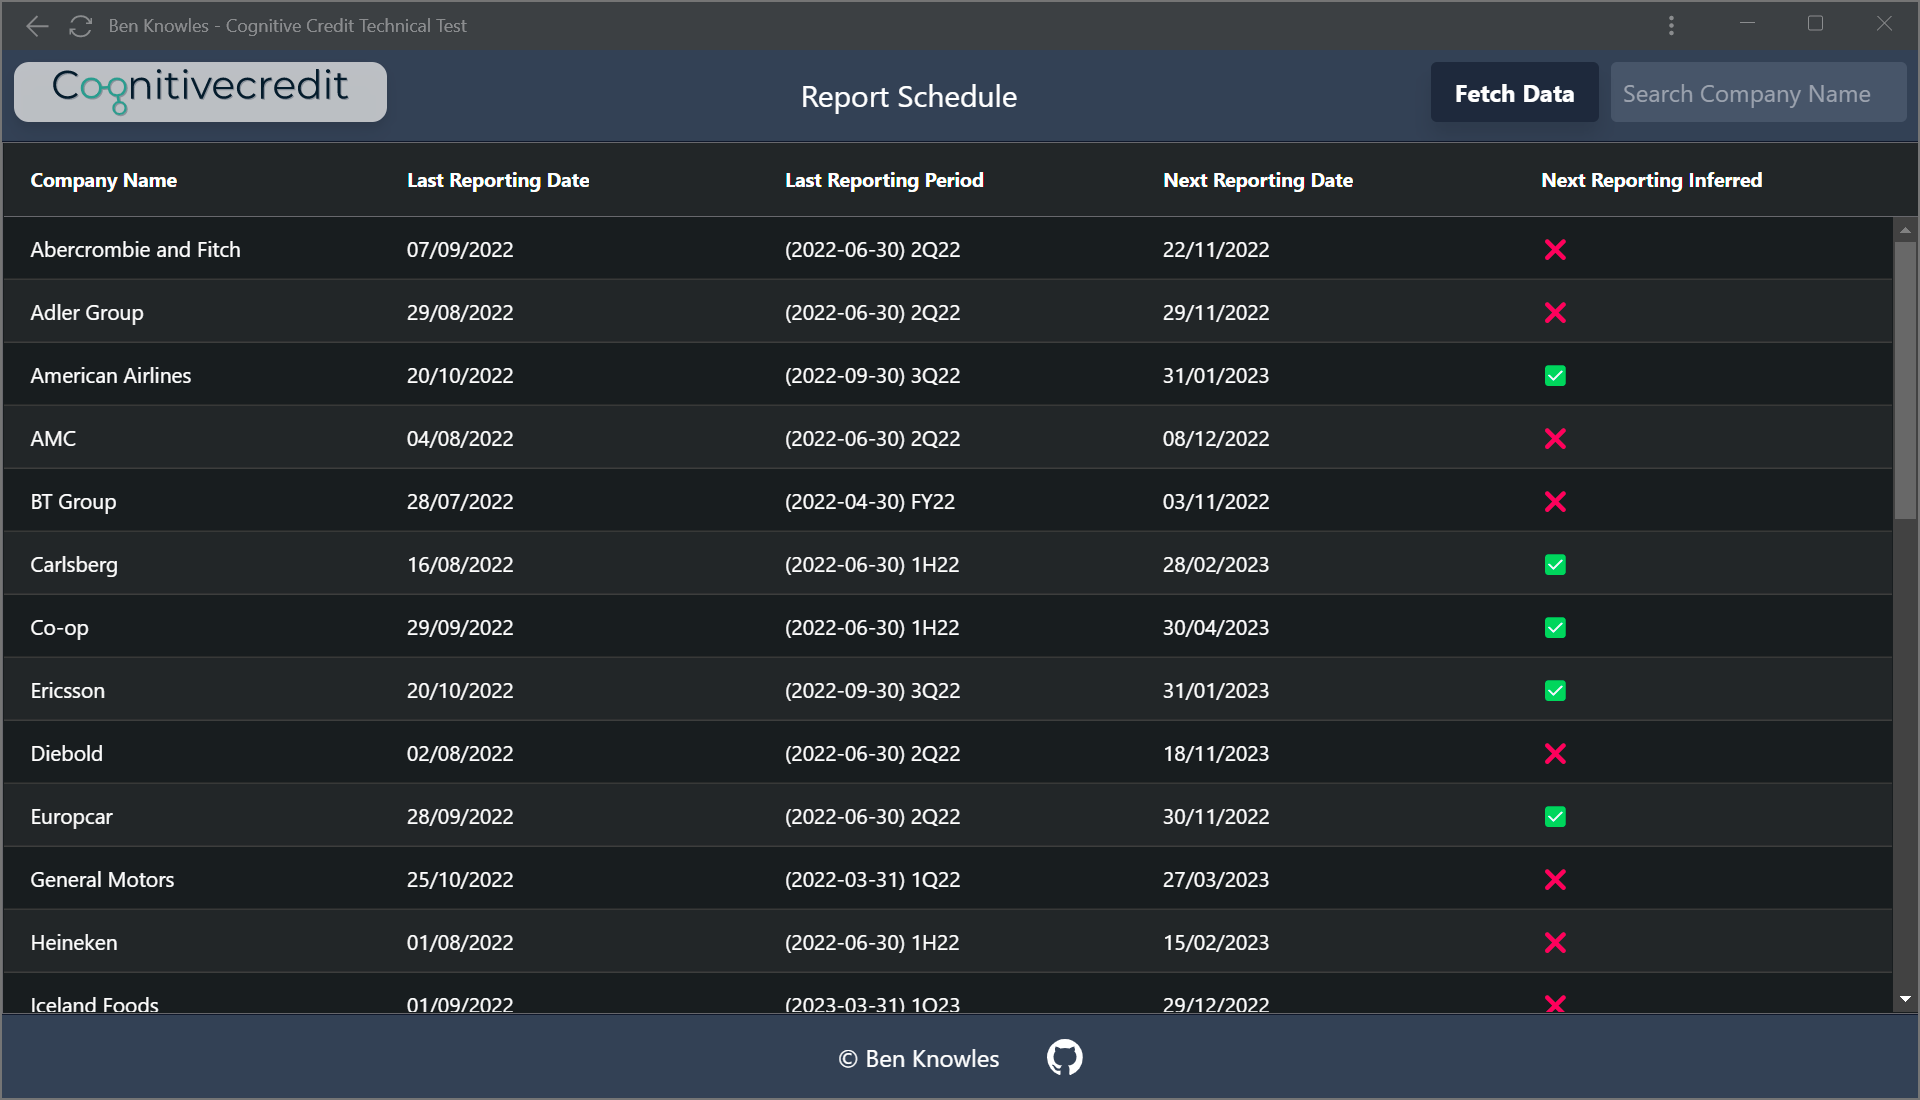 Ben Knowles - Cognitive Credit Technical Test
Cognitivecredit
Report Schedule
Fetch Data
Search Company Name
Company Name Last Reporting Date Last Reporting Period Next Reporting Date Next Reporting Inferred
Abercrombie and Fitch 07/09/2022 (2022-06-30) 2Q22 22/11/2022
Adler Group 29/08/2022 (2022-06-30) 2Q22 29/11/2022
American Airlines 20/10/2022 (2022-09-30) 3Q22 31/01/2023
AMC 04/08/2022 (2022-06-30) 2Q22 08/12/2022
BT Group 28/07/2022 (2022-04-30) FY22 03/11/2022
Carlsberg 16/08/2022 (2022-06-30) 1H22 28/02/2023
Co-op 29/09/2022 (2022-06-30) 1H22 30/04/2023
Ericsson 20/10/2022 (2022-09-30) 3Q22 31/01/2023
Diebold 02/08/2022 (2022-06-30) 2Q22 18/11/2023
Europcar 28/09/2022 (2022-06-30) 2Q22 30/11/2022
General Motors 25/10/2022 (2022-03-31) 1Q22 27/03/2023
Heineken 01/08/2022 (2022-06-30) 1H22 15/02/2023
Iceland Foods 01/09/2022 (2023-03-31) 1Q23 29/12/2022
© Ben Knowles